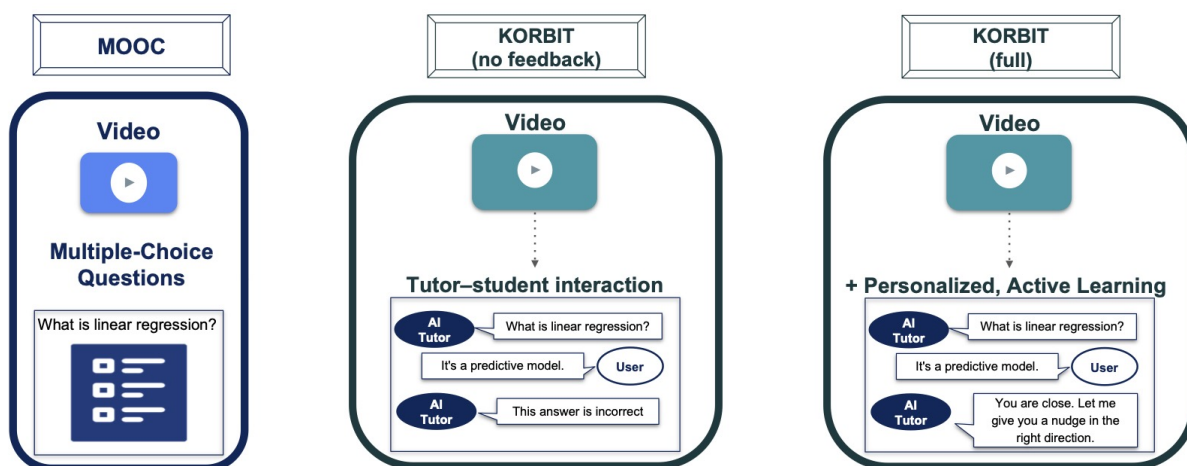 MOOC
Video
Multiple-Choice
Questions
What is linear regression?
KORBIT
(no feedback)
Video
Tutor–student interaction
AI
Tutor
What is linear regression?
It's a predictive model.
User
AI
Tutor
This answer is incorrect
KORBIT
(full)
Video
+ Personalized, Active Learning
AI
Tutor
What is linear regression?
It's a predictive model.
User
AI
Tutor
You are close. Let me
give you a nudge in the
right direction.